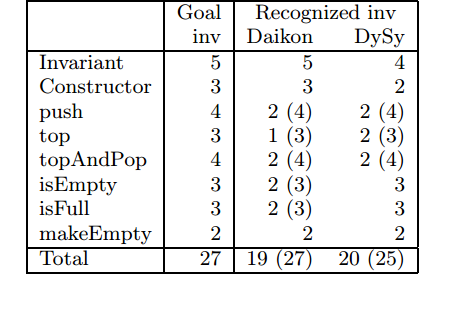 Goal Recognized inv
inv Daikon DySy
Invariant 5 5 4
Constructor 3 3 2
push 4 2 (4) 2 (4)
top 3 1 (3) 2 (3)
topAndPop 4 2 (4) 2 (4)
isEmpty 3 2 (3) 3
isFull 3 2 (3) 3
makeEmpty 2 2 2
Total 27 19 (27) 20 (25)